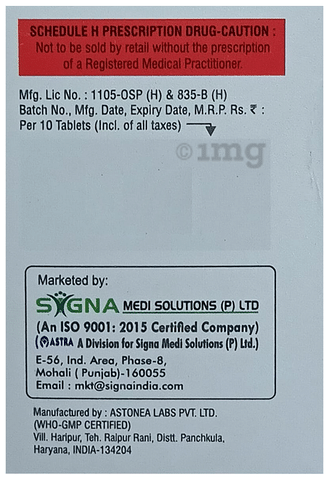 SCHEDULE H PRESCRIPTION DRUG-CAUTION :
Not to be sold by retail without the prescription
of a Registered Medical Practitioner.
Mfg. Lic No. : 1105-OSP (H) & 835-B (H)
Batch No., Mfg. Date, Expiry Date, M.R.P. Rs. ₹ :
Per 10 Tablets (Incl. of all taxes)
© 1mg
Marketed by:
SYGNA MEDI SOLUTIONS (P) LTD
(An ISO 9001: 2015 Certified Company)
(ASTRA A Division for Signa Medi Solutions (P) Ltd.)
E-56, Ind. Area, Phase-8,
Mohali ( Punjab)-160055
Email : mkt@signaindia.com
Manufactured by : ASTONEA LABS PVT. LTD.
(WHO-GMP CERTIFIED)
Vill. Haripur, Teh. Raipur Rani, Distt. Panchkula,
Haryana, INDIA-134204